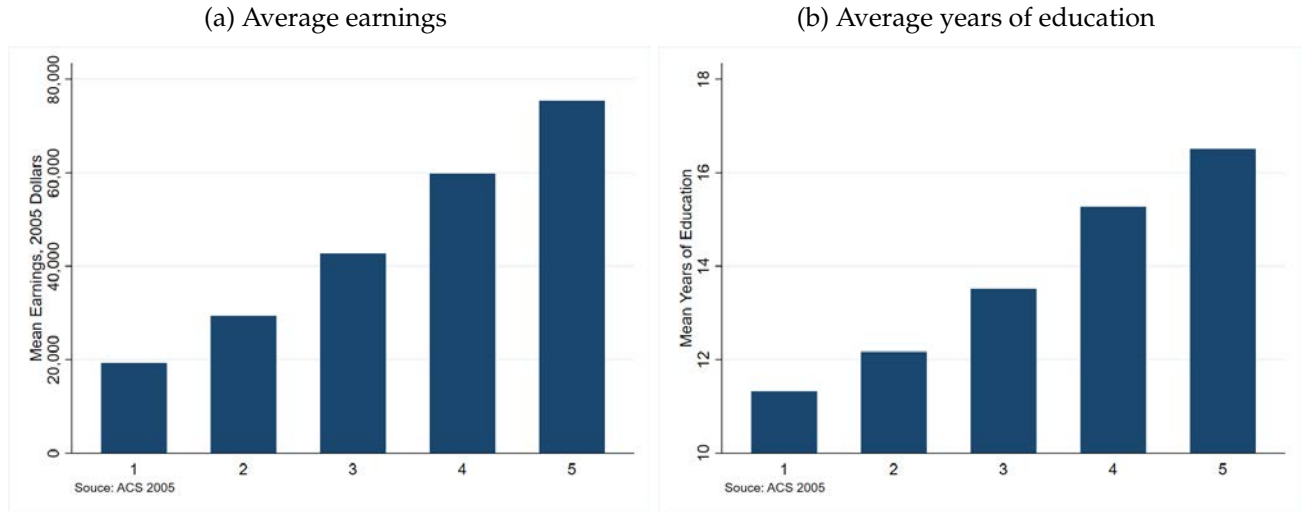 (a) Average earnings
Mean Earnings, 2005 Dollars
80,000
60,000
40,000
20,000
0
1 2 3 4 5
Souce: ACS 2005
(b) Average years of education
Mean Years of Education
18
16
14
12
10
1 2 3 4 5
Souce: ACS 2005